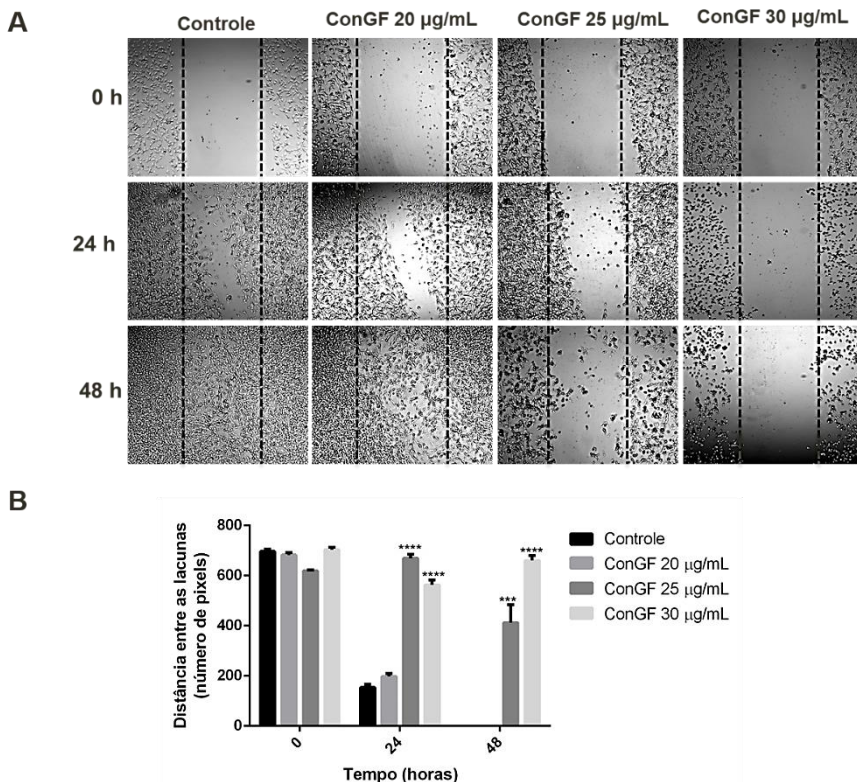 A
Controle
ConGF 20 µg/mL
ConGF 25 µg/mL
ConGF 30 µg/mL
0 h
24 h
48 h
B
Distância entre as lacunas
(número de pixels)
800
600
400
200
0
****
****
***
****
0
24
48
Tempo (horas)
Controle
ConGF 20 µg/mL
ConGF 25 µg/mL
ConGF 30 µg/mL